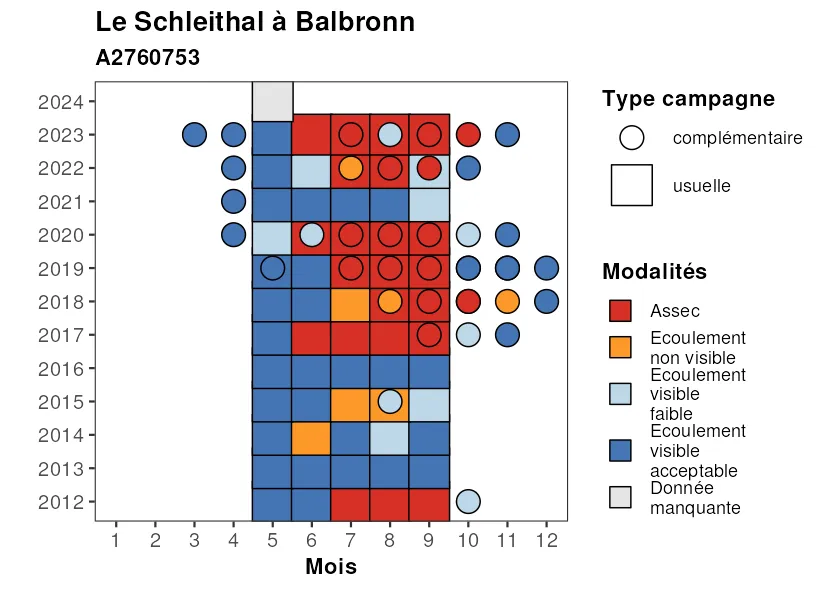 Le Schleithal à Balbronn
A2760753
2024
2023
2022
2021
2020
2019
2018
2017
2016
2015
2014
2013
2012
1 2 3 4 5 6 7 8 9 10 11 12
Mois
Type campagne
complémentaire
usuelle
Modalités
Assec
Ecoulement
non visible
Ecoulement
visible
faible
Ecoulement
visible
acceptable
Donnée
manquante